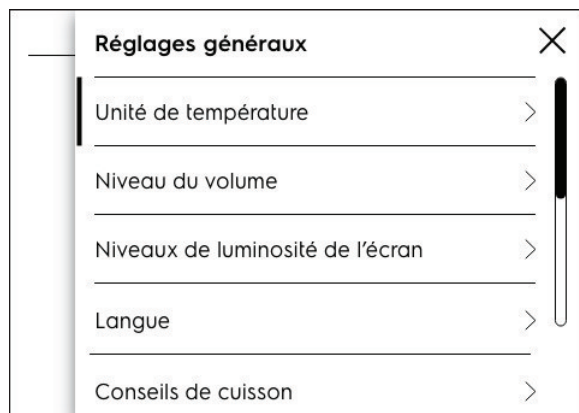 Réglages généraux
Unité de température
Niveau du volume
Niveaux de luminosité de l'écran
Langue
Conseils de cuisson